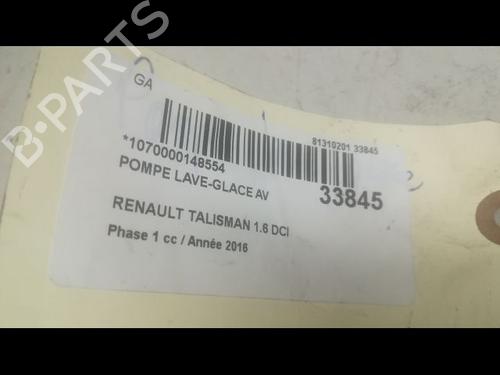 GA
81310201 33845
*1070000148554
POMPE LAVE-GLACE AV
33845
RENAULT TALISMAN 1.6 DCI
Phase 1 cc / Année 2016
B-PARTS